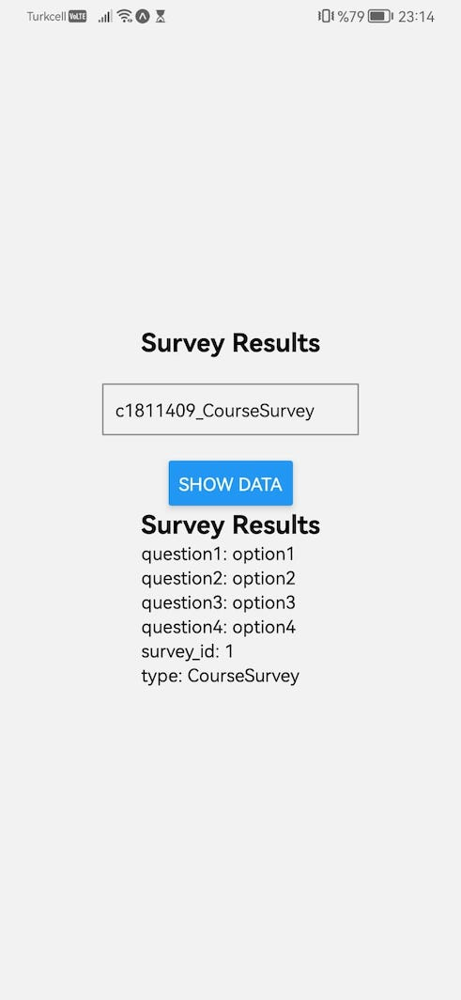 Turkcell VoLTE %79 23:14
Survey Results
c1811409_CourseSurvey
SHOW DATA
Survey Results
question1: option1
question2: option2
question3: option3
question4: option4
survey_id: 1
type: CourseSurvey